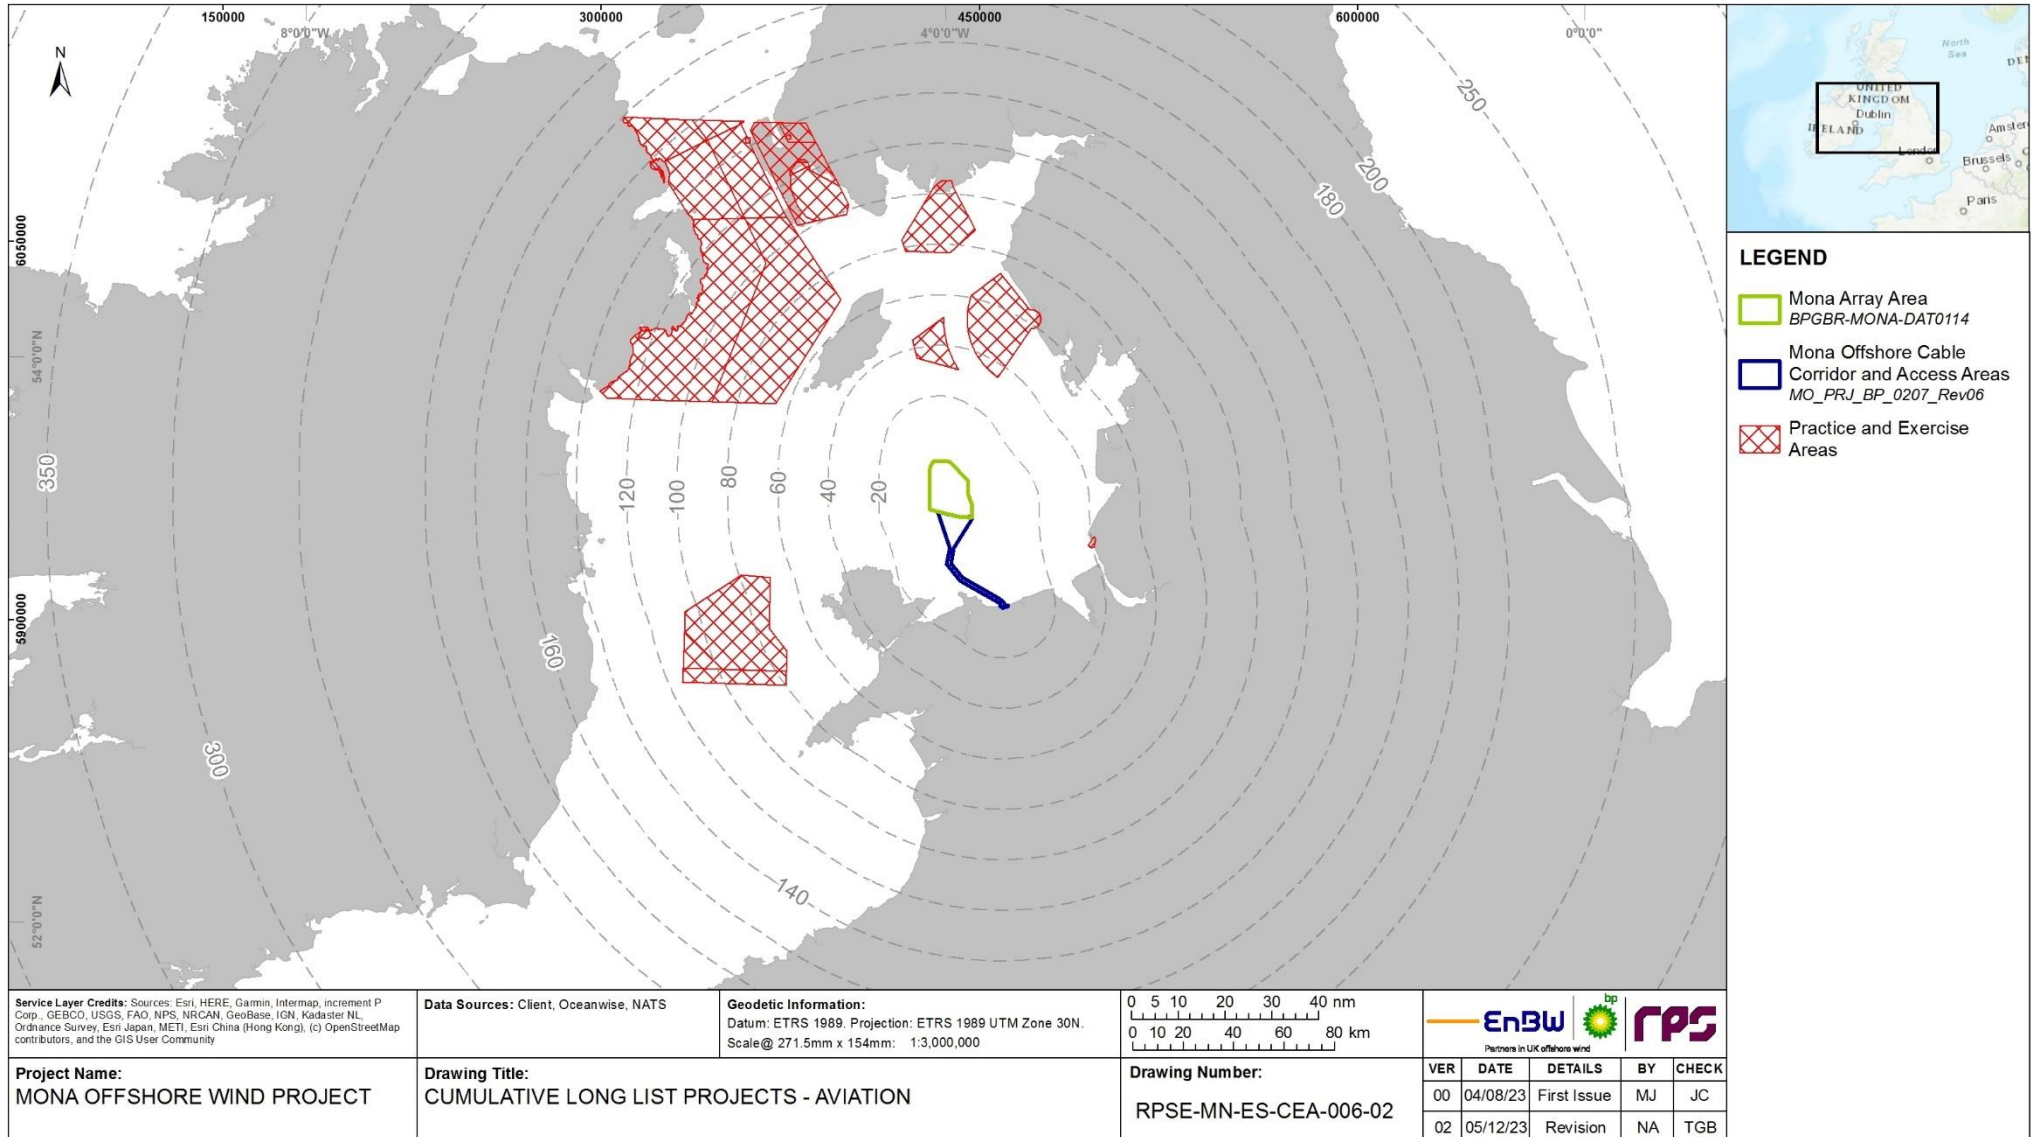 150000
300000
450000
600000
8°0'0"W
4°0'0"W
0°0'0"
N
6050000
54°0'0"N
5900000
52°0'0"N
350
300
160
120
100
80
60
40
20
140
180
200
250
North
Sea
UNITED
KINGDOM
Dublin
IRELAND
London
Amster
Brussels
Paris
LEGEND
Mona Array Area
BPGBR-MONA-DAT0114
Mona Offshore Cable
Corridor and Access Areas
MO_PRJ_BP_0207_Rev06
Practice and Exercise
Areas
Service Layer Credits: Sources: Esri, HERE, Garmin, Intermap, increment P
Corp., GEBCO, USGS, FAO, NPS, NRCAN, GeoBase, IGN, Kadaster NL,
Ordnance Survey, Esri Japan, METI, Esri China (Hong Kong), (c) OpenStreetMap
contributors, and the GIS User Community
Data Sources: Client, Oceanwise, NATS
Geodetic Information:
Datum: ETRS 1989. Projection: ETRS 1989 UTM Zone 30N.
Scale@ 271.5mm x 154mm: 1:3,000,000
0 5 10 20 30 40 nm
0 10 20 40 60 80 km
EnBW
bp
rps
Partners in UK offshore wind
Project Name:
MONA OFFSHORE WIND PROJECT
Drawing Title:
CUMULATIVE LONG LIST PROJECTS - AVIATION
Drawing Number:
RPSE-MN-ES-CEA-006-02
VER DATE DETAILS BY CHECK
00 04/08/23 First Issue MJ JC
02 05/12/23 Revision NA TGB